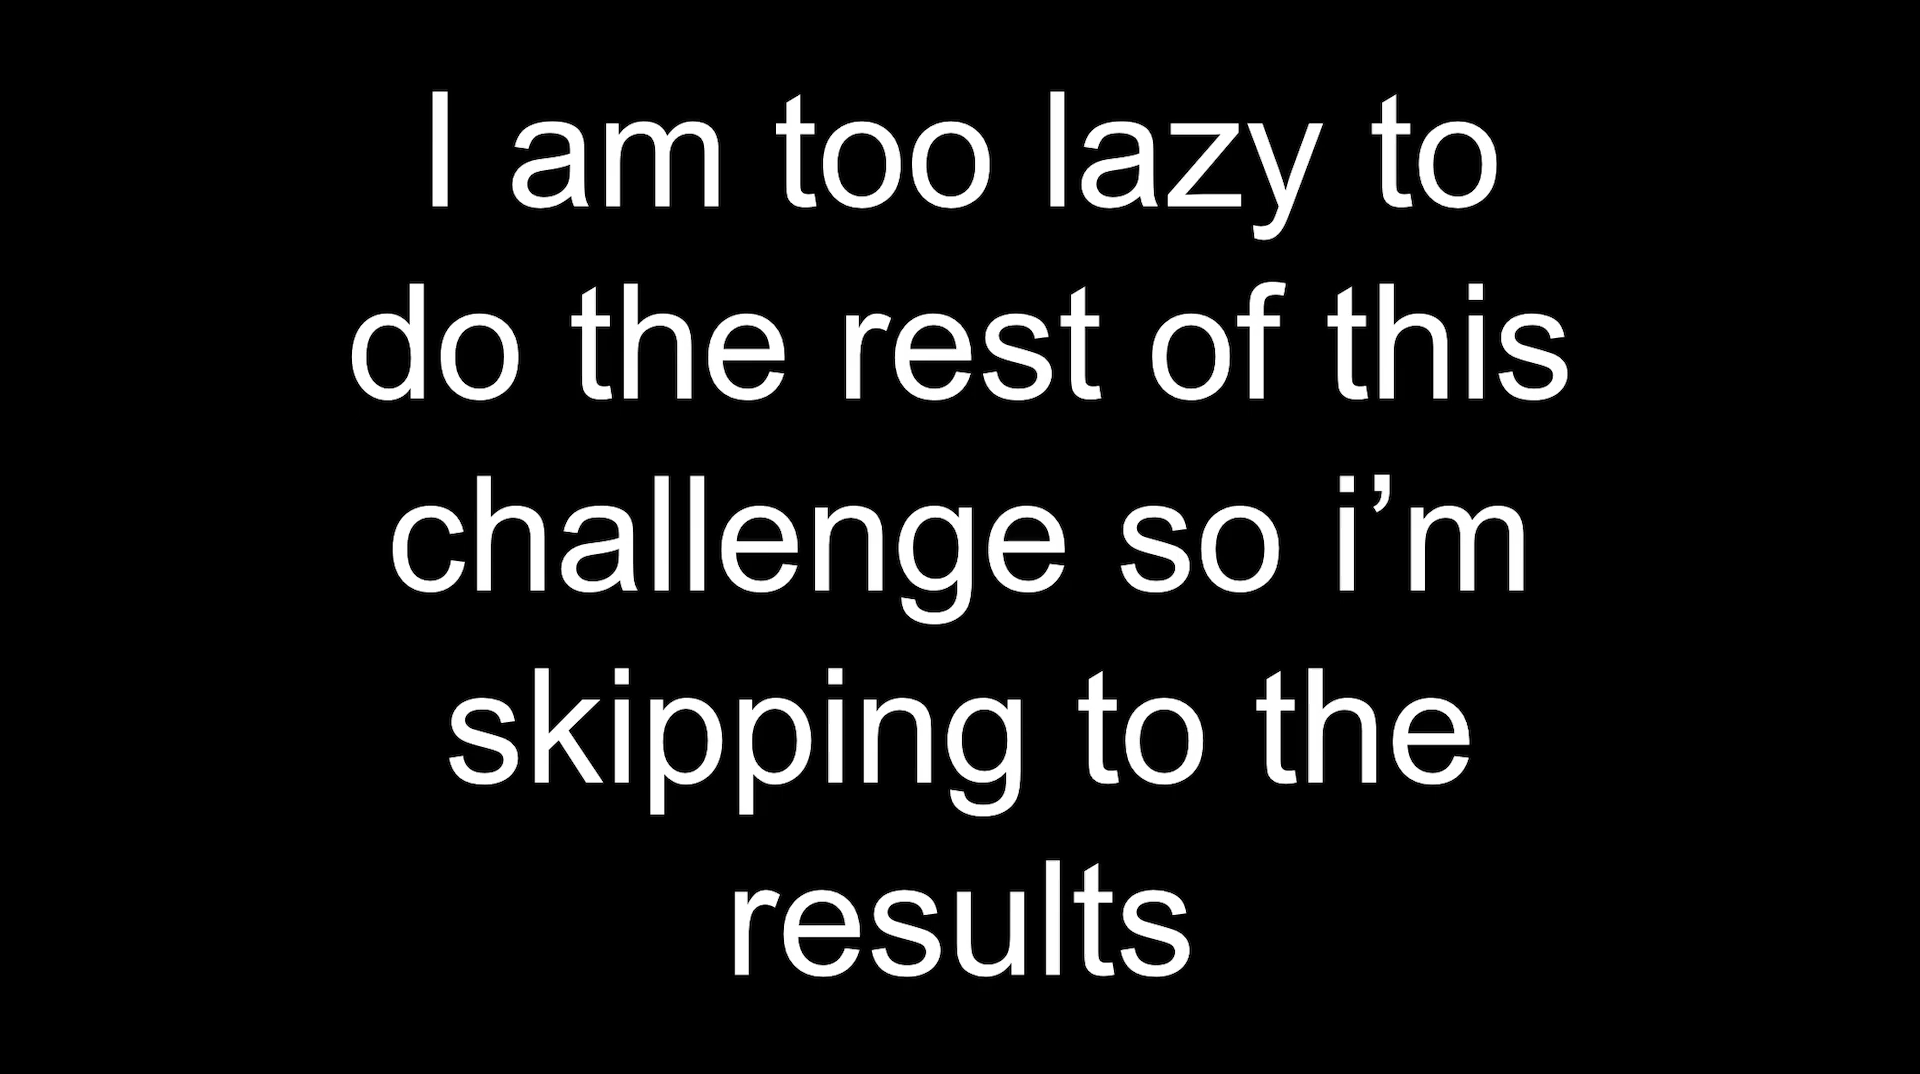 I am too lazy to
do the rest of this
challenge so i’m
skipping to the
results